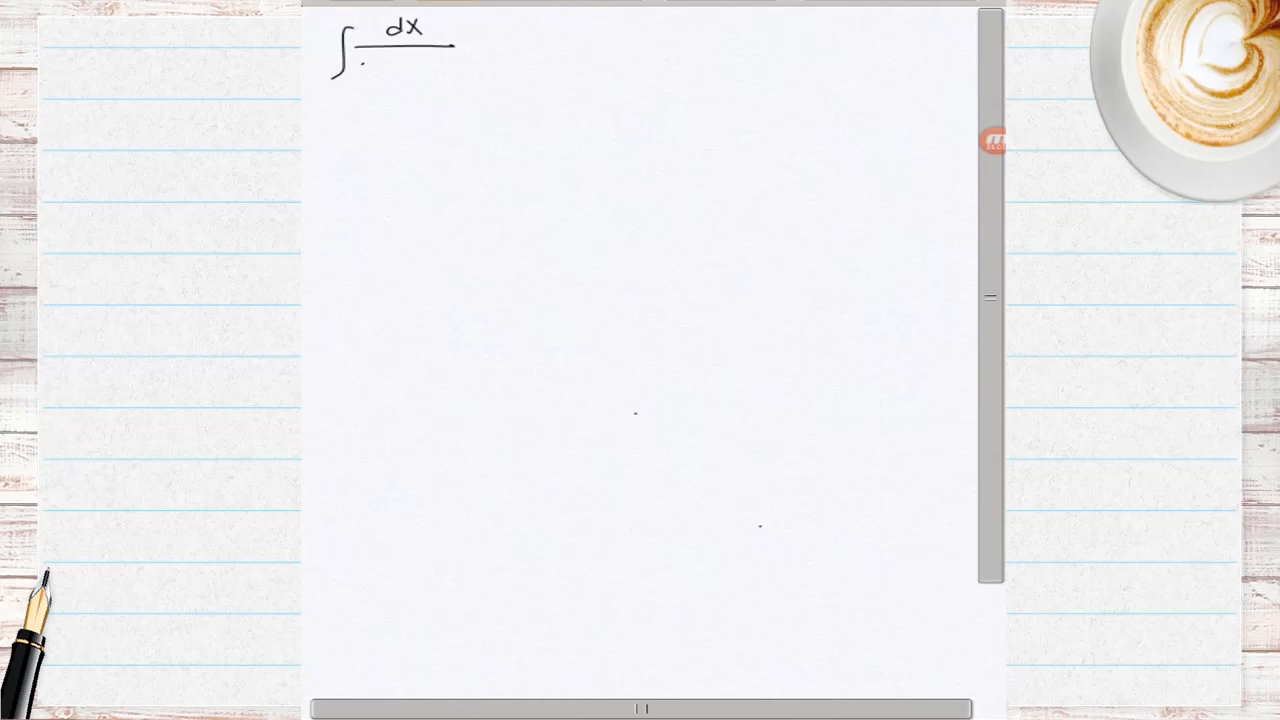 ∫ dx / .